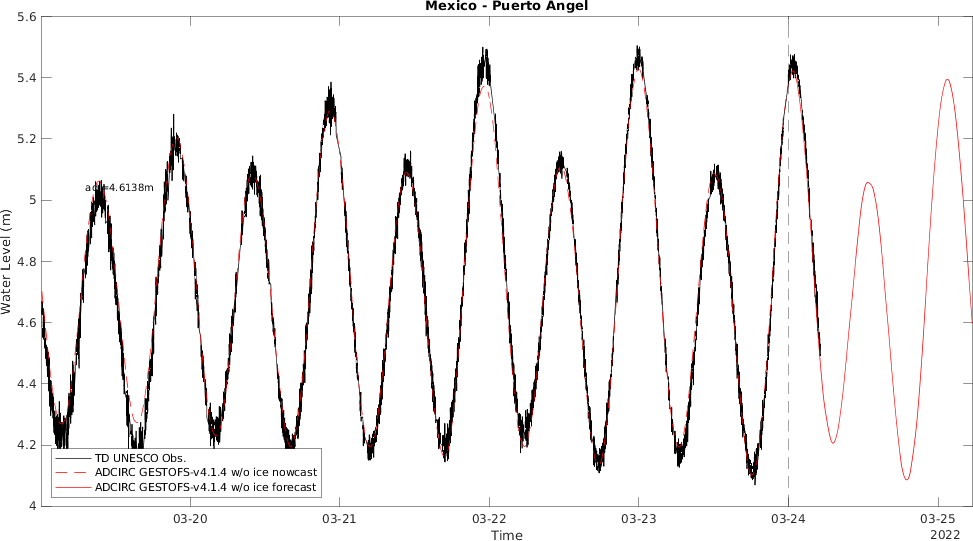 Mexico - Puerto Angel
5.6
5.4
5.2
5
4.8
4.6
4.4
4.2
4
Water Level (m)
=4.6138m
TD UNESCO Obs.
ADCIRC GESTOFS-v4.1.4 w/o ice nowcast
ADCIRC GESTOFS-v4.1.4 w/o ice forecast
03-20
03-21
03-22
03-23
03-24
03-25
Time
2022